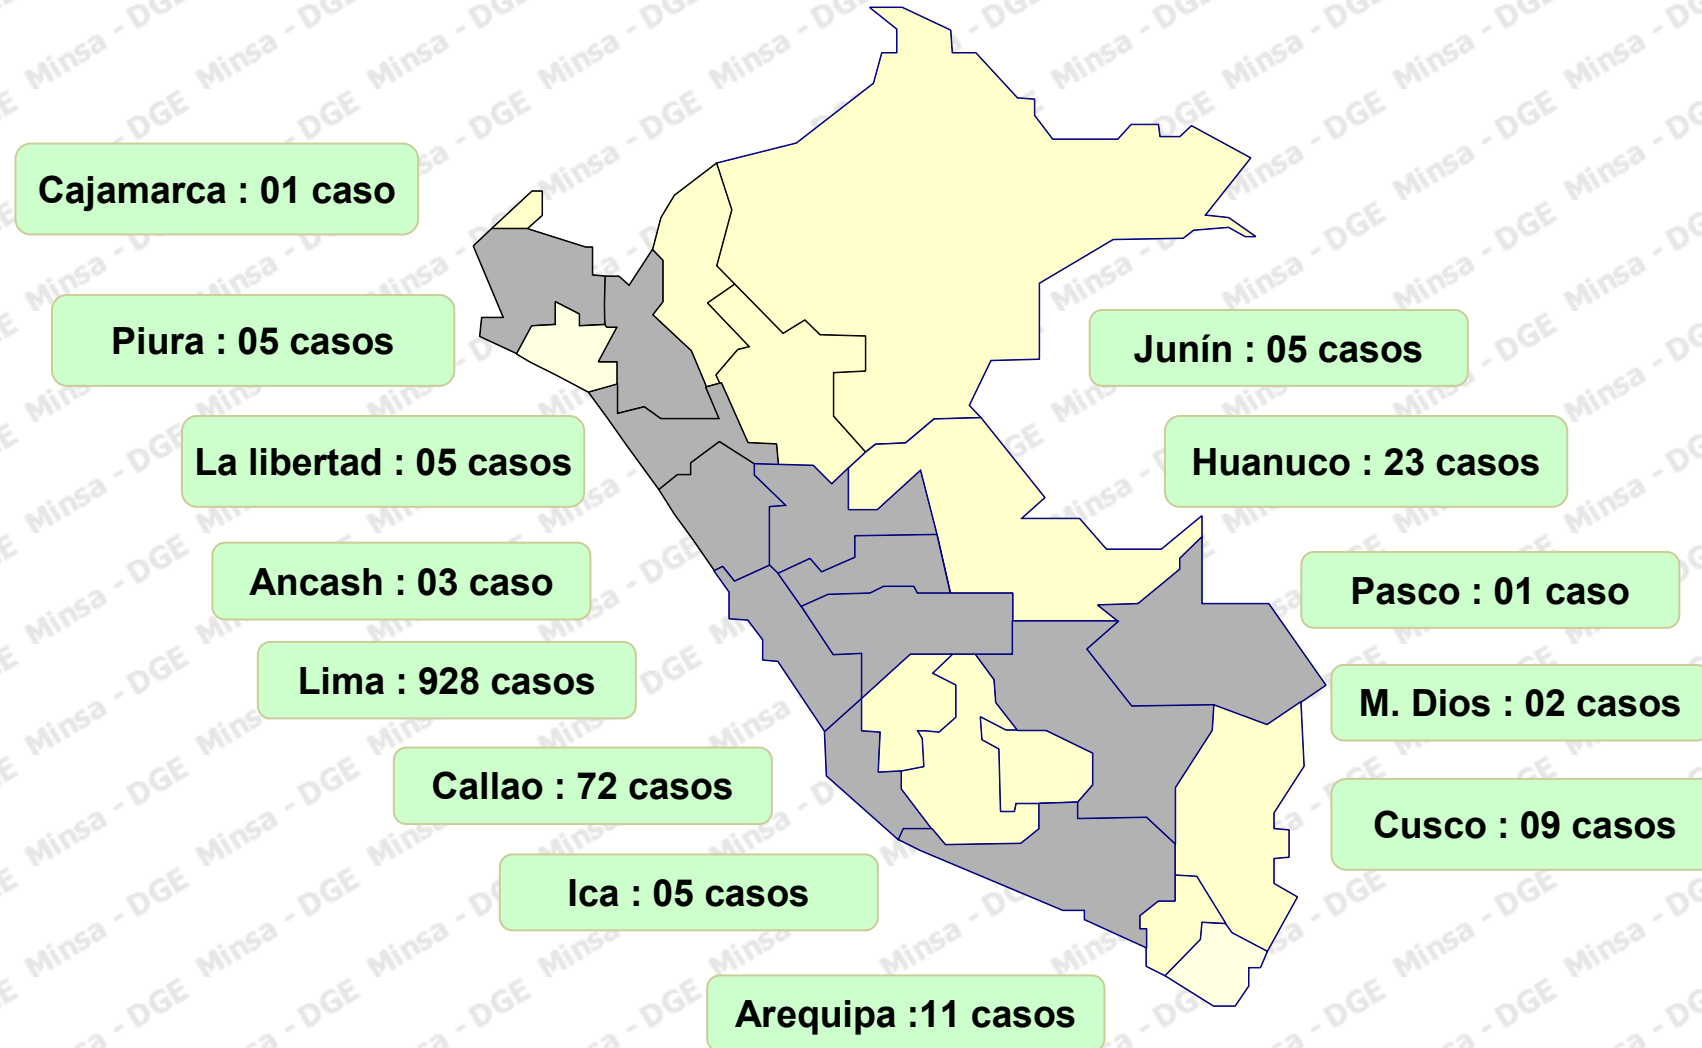 Cajamarca : 01 caso
Piura : 05 casos
La libertad : 05 casos
Ancash : 03 caso
Lima : 928 casos
Callao : 72 casos
Ica : 05 casos
Arequipa :11 casos
Junín : 05 casos
Huanuco : 23 casos
Pasco : 01 caso
M. Dios : 02 casos
Cusco : 09 casos
Minsa - DGE